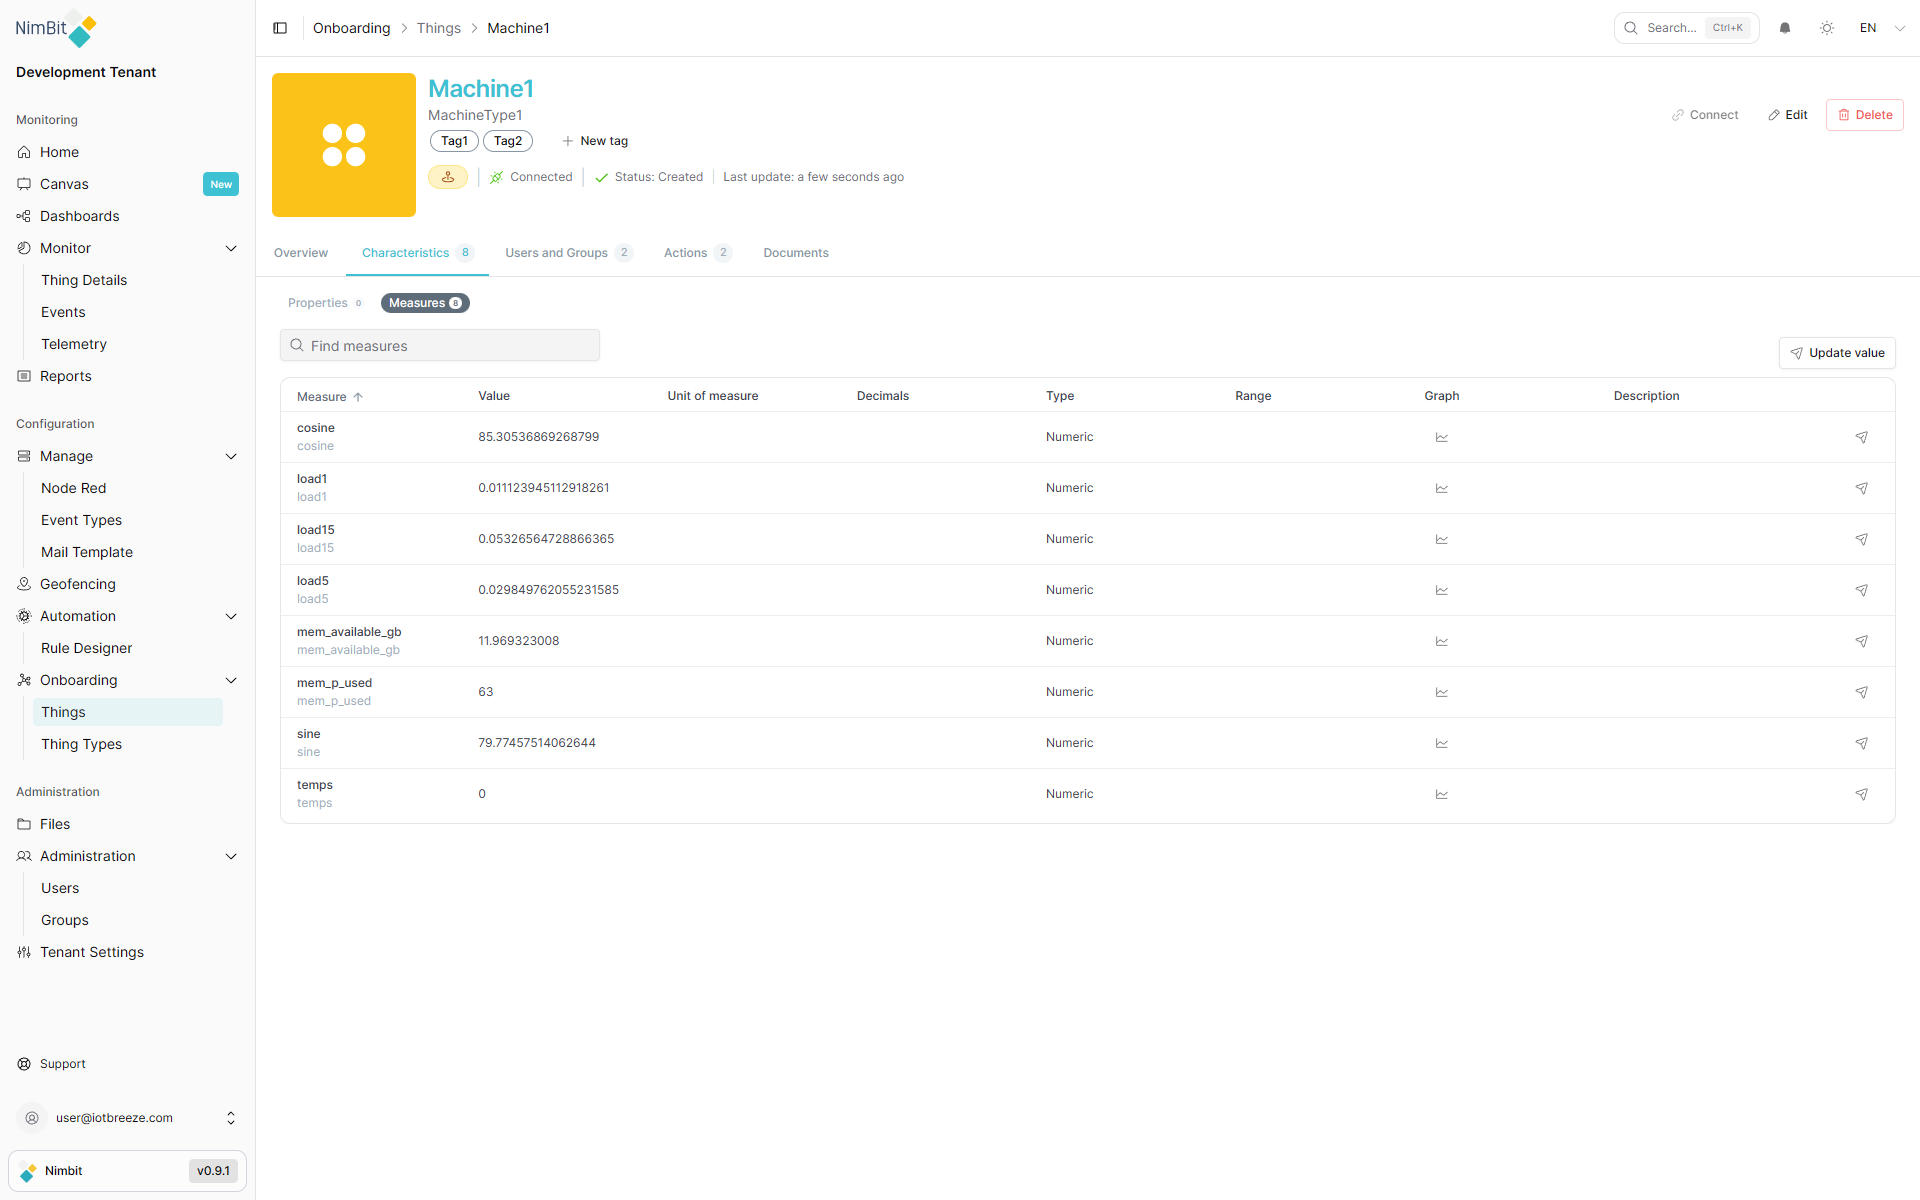 NimBit
Development Tenant
Monitoring
Home
Canvas New
Dashboards
Monitor
Thing Details
Events
Telemetry
Reports
Configuration
Manage
Node Red
Event Types
Mail Template
Geofencing
Automation
Rule Designer
Onboarding
Things
Thing Types
Administration
Files
Administration
Users
Groups
Tenant Settings
Support
user@iotbreeze.com
Nimbit v0.9.1
Onboarding > Things > Machine1
Search... Ctrl+K EN
Machine1
MachineType1
Tag1 Tag2 + New tag
Connected Status: Created Last update: a few seconds ago
Connect Edit Delete
Overview Characteristics 8 Users and Groups 2 Actions 2 Documents
Properties 0 Measures 8
Find measures
Update value
Measure Value Unit of measure Decimals Type Range Graph Description
cosine
cosine 85.30536869268799 Numeric
load1
load1 0.011123945112918261 Numeric
load15
load15 0.05326564728866365 Numeric
load5
load5 0.029849762055231585 Numeric
mem_available_gb
mem_available_gb 11.969323008 Numeric
mem_p_used
mem_p_used 63 Numeric
sine
sine 79.77457514062644 Numeric
temps
temps 0 Numeric